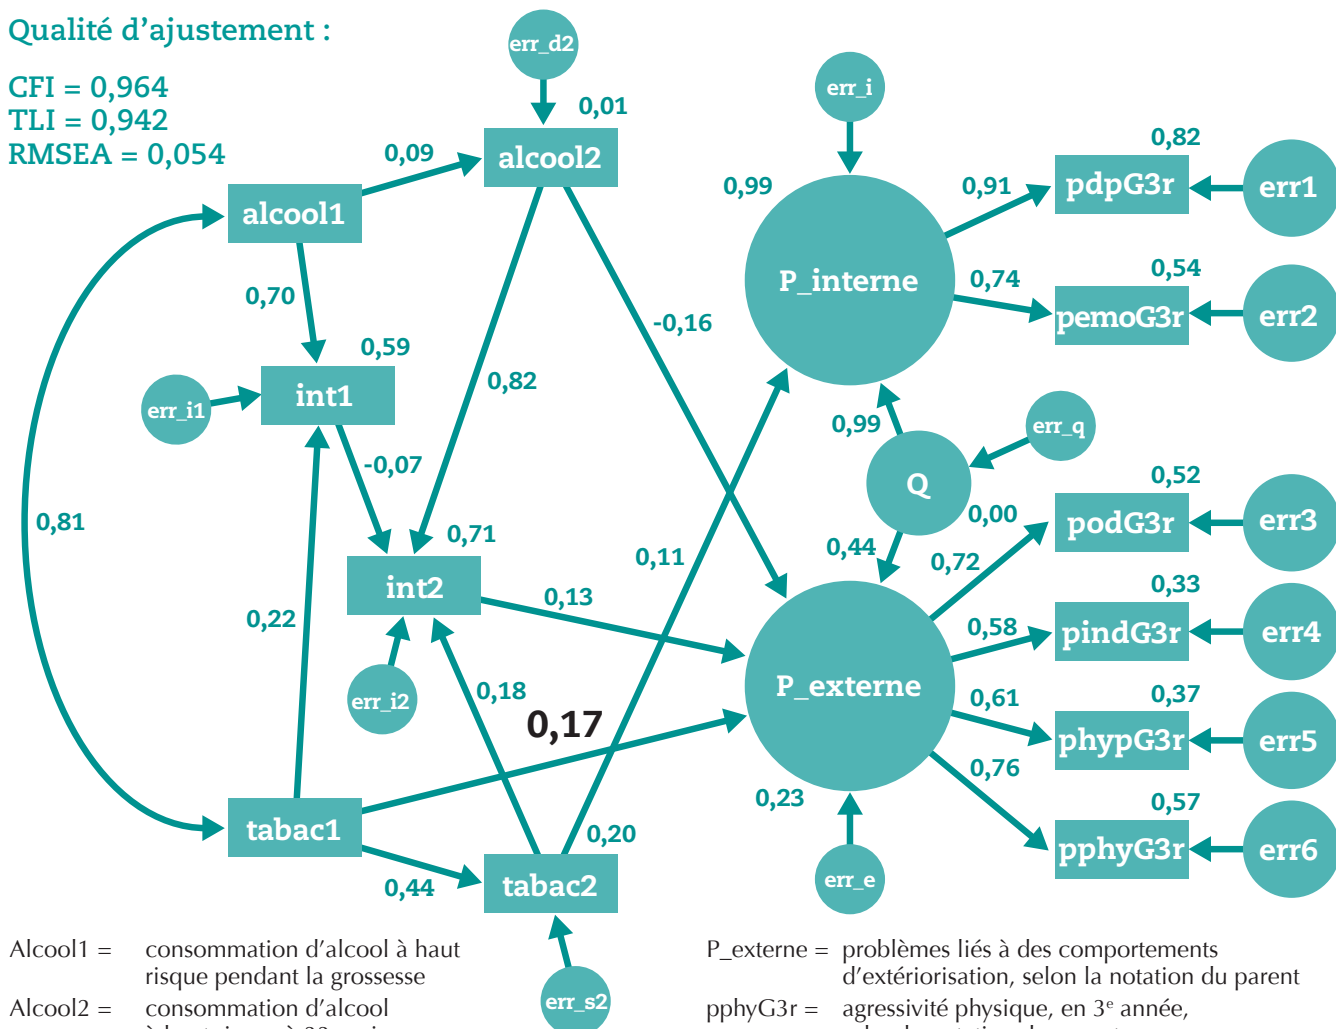 Qualité d'ajustement :
CFI = 0,964
TLI = 0,942
RMSEA = 0,054
err_d2
0,01
alcool2
0,09
alcool1
0,70
0,59
int1
err_i1
-0,07
0,82
-0,16
0,81
0,71
int2
0,22
err_i2
0,13
0,11
0,18
0,17
tabac1
0,44
0,20
tabac2
err_s2
err_i
0,99
P_interne
0,91
0,82
pdpG3r
err1
0,74
0,54
pemoG3r
err2
0,99
err_q
Q
0,00
0,44
0,72
0,52
podG3r
err3
0,58
0,33
pindG3r
err4
P_externe
0,61
0,37
phypG3r
err5
0,76
0,57
pphyG3r
err6
0,23
err_e
Alcool1 = consommation d'alcool à haut
risque pendant la grossesse
Alcool2 = consommation d'alcool
P_externe = problèmes liés à des comportements
d'extériorisation, selon la notation du parent
pphyG3r = agressivité physique, en 3e année,